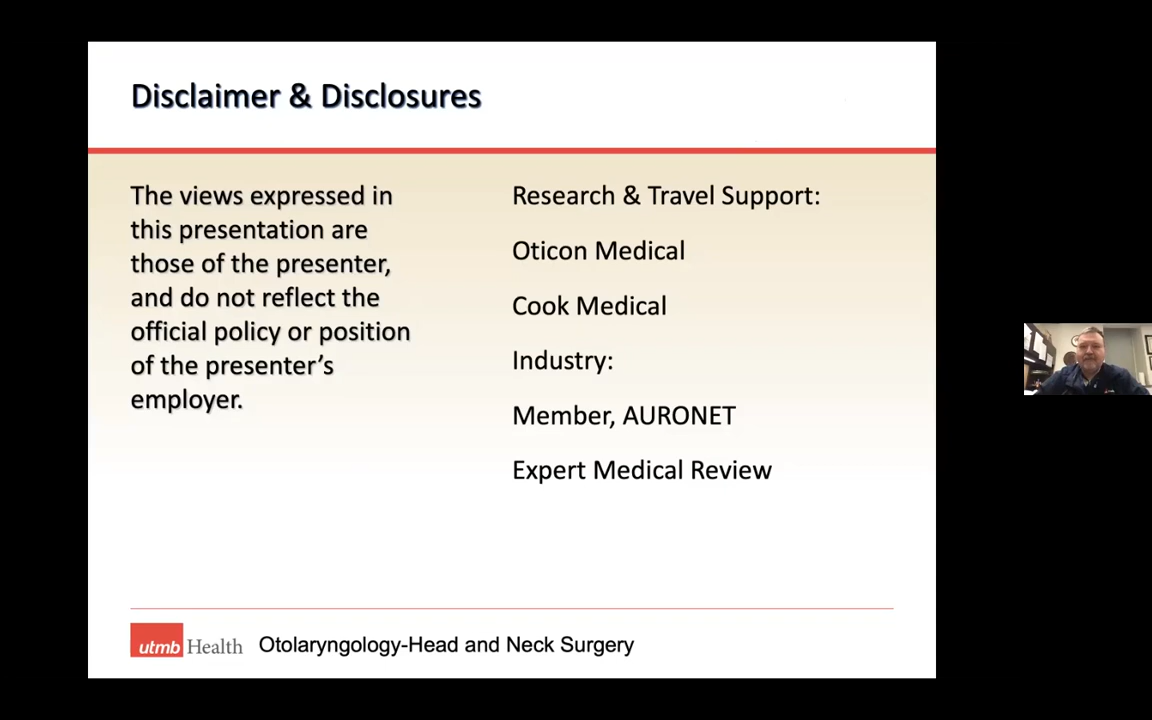 Disclaimer & Disclosures
The views expressed in
this presentation are
those of the presenter,
and do not reflect the
official policy or position
of the presenter’s
employer.
Research & Travel Support:
Oticon Medical
Cook Medical
Industry:
Member, AURONET
Expert Medical Review
utmb Health Otolaryngology-Head and Neck Surgery